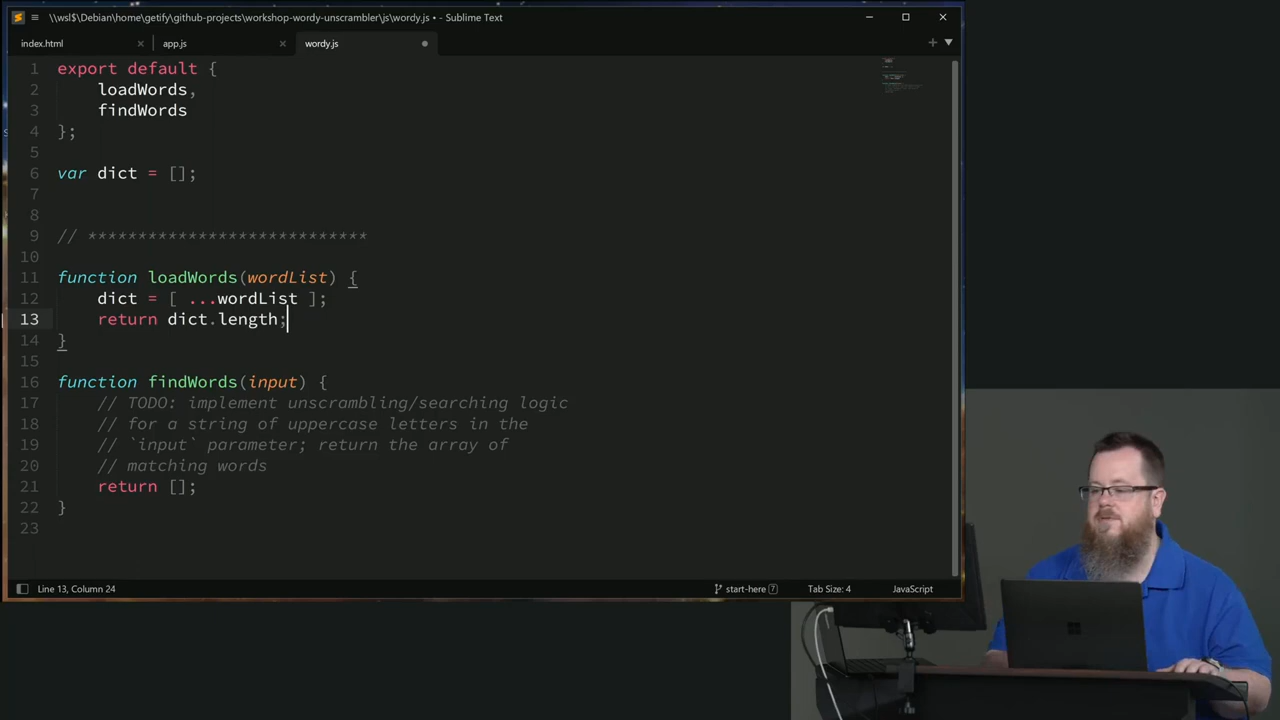 \\wsl$\Debian\home\getify\github-projects\workshop-wordy-unscrambler\js\wordy.js • - Sublime Text
index.html
app.js
wordy.js
1 export default {
2 loadWords,
3 findWords
4 };
5
6 var dict = [];
7
8
9 // ****************************
10
11 function loadWords(wordList) {
12 dict = [ ...wordList ];
13 return dict.length;
14 }
15
16 function findWords(input) {
17 // TODO: implement unscrambling/searching logic
18 // for a string of uppercase letters in the
19 // `input` parameter; return the array of
20 // matching words
21 return [];
22 }
23
Line 13, Column 24
start-here 7
Tab Size: 4
JavaScript